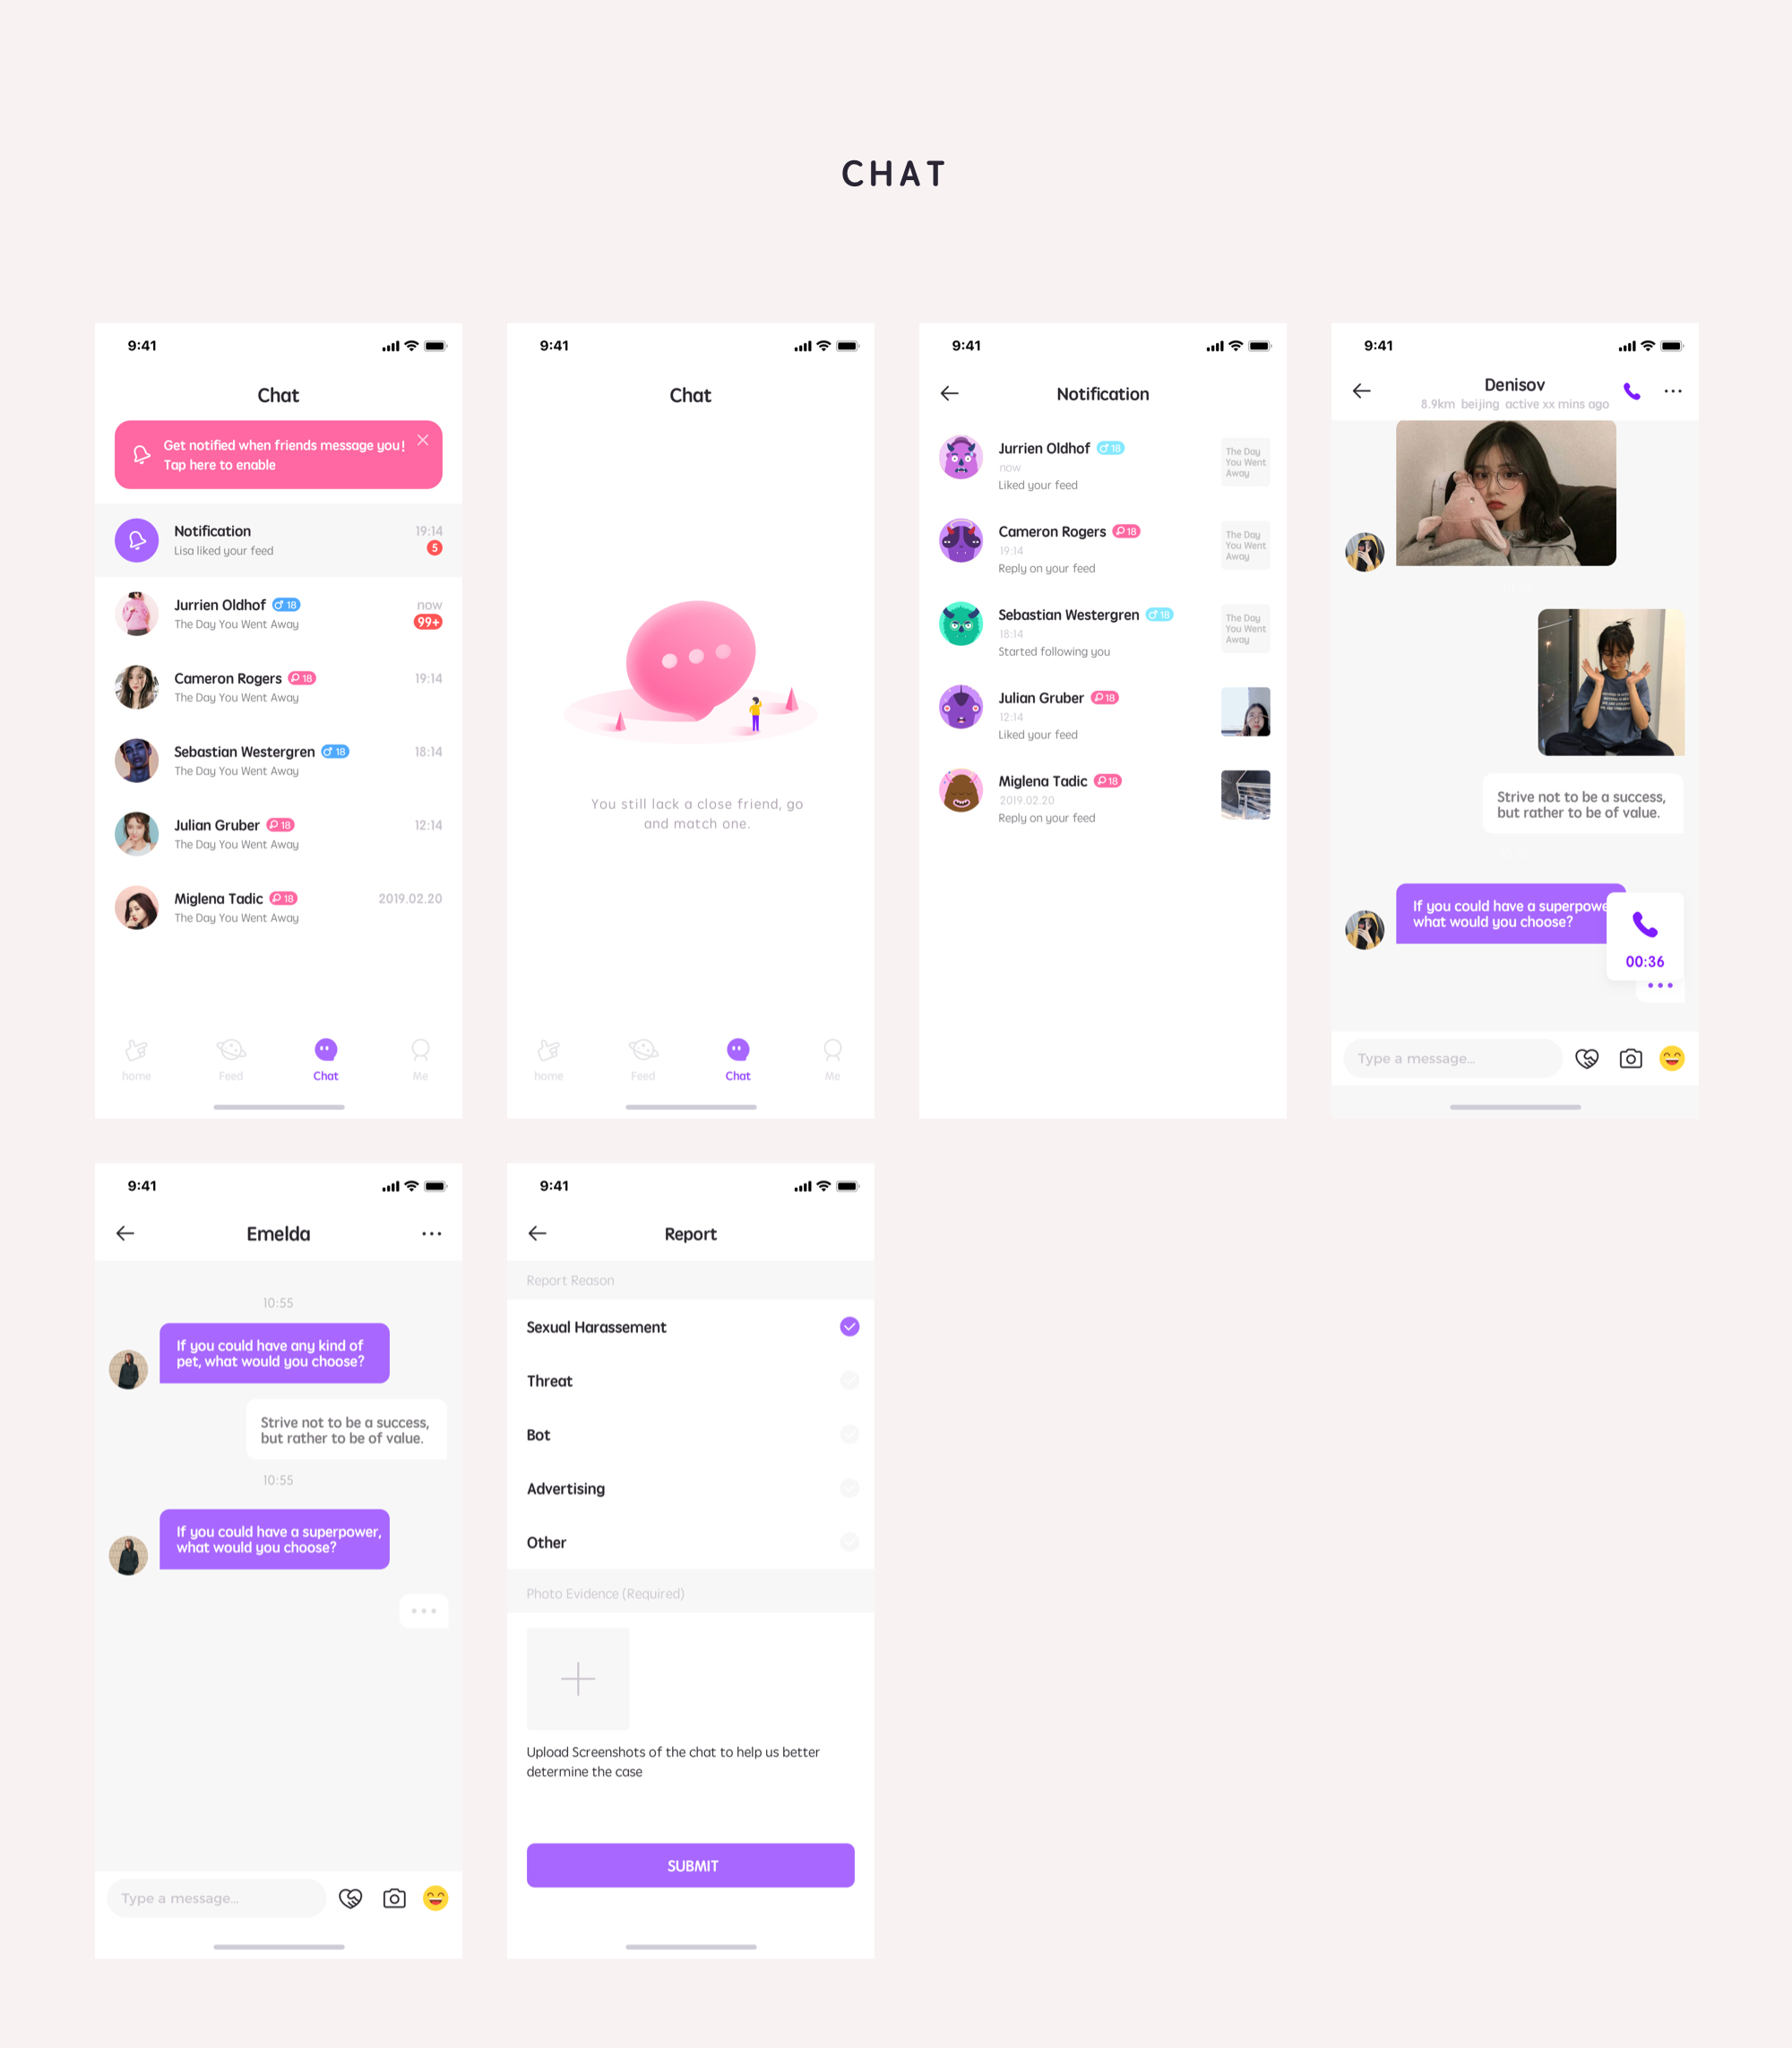 CHAT
9:41
Chat
Get notified when friends message you!
Tap here to enable
Notification
19:14
Lisa liked your feed
5
Jurrien Oldhof
18
now
The Day You Went Away
99+
Cameron Rogers
18
19:14
The Day You Went Away
Sebastian Westergren
18
18:14
The Day You Went Away
Julian Gruber
18
12:14
The Day You Went Away
Miglena Tadic
18
2019.02.20
The Day You Went Away
home
Feed
Chat
Me
9:41
Chat
You still lack a close friend, go
and match one.
home
Feed
Chat
Me
9:41
Notification
Jurrien Oldhof
18
now
Liked your feed
The Day
You Went
Away
Cameron Rogers
18
19:14
Reply on your feed
The Day
You Went
Away
Sebastian Westergren
18
18:14
Started following you
The Day
You Went
Away
Julian Gruber
18
12:14
Liked your feed
Miglena Tadic
18
2019.02.20
Reply on your feed
9:41
Denisov
8.9km beijing active xx mins ago
Strive not to be a success,
but rather to be of value.
If you could have a superpowe
what would you choose?
00:36
Type a message...
9:41
Emelda
10:55
If you could have any kind of
pet, what would you choose?
Strive not to be a success,
but rather to be of value.
10:55
If you could have a superpower,
what would you choose?
Type a message...
9:41
Report
Report Reason
Sexual Harassement
Threat
Bot
Advertising
Other
Photo Evidence (Required)
Upload Screenshots of the chat to help us better
determine the case
SUBMIT